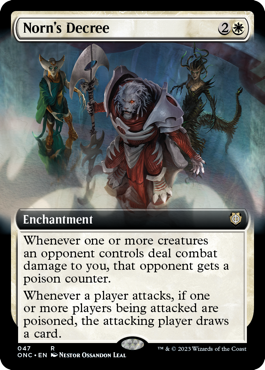 Norn's Decree 2
Enchantment
Whenever one or more creatures
an opponent controls deal combat
damage to you, that opponent gets a
poison counter.
Whenever a player attacks, if one
or more players being attacked are
poisoned, the attacking player draws
a card.
047 R
ONC • EN NESTOR OSSANDON LEAL ™ & © 2023 Wizards of the Coast